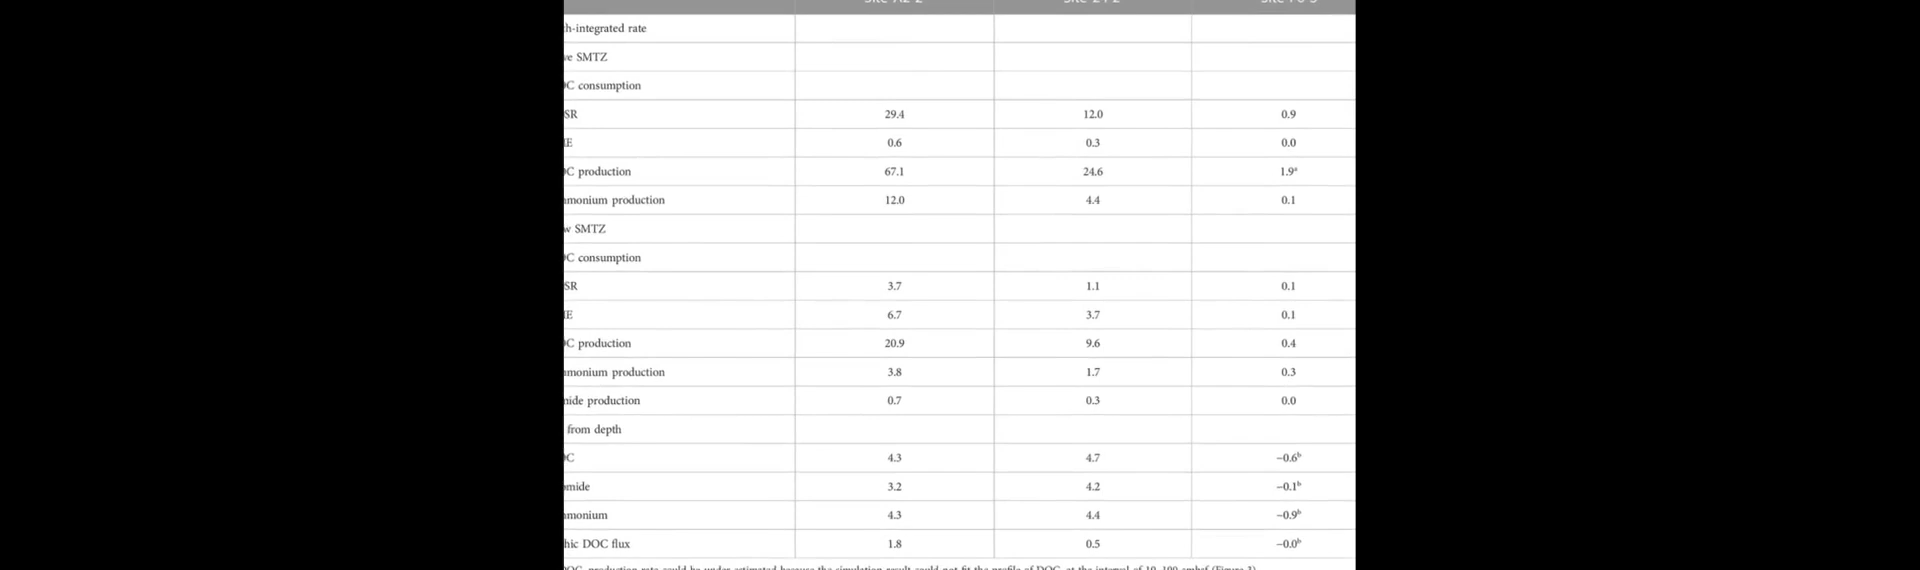 h-integrated rate
ve SMTZ
C consumption
SR 29.4 12.0 0.9
E 0.6 0.3 0.0
C production 67.1 24.6 1.9ᵃ
mmonium production 12.0 4.4 0.1
w SMTZ
C consumption
SR 3.7 1.1 0.1
E 6.7 3.7 0.1
C production 20.9 9.6 0.4
mmonium production 3.8 1.7 0.3
mide production 0.7 0.3 0.0
from depth
C 4.3 4.7 −0.6ᵇ
omide 3.2 4.2 −0.1ᵇ
mmonium 4.3 4.4 −0.9ᵇ
hic DOC flux 1.8 0.5 −0.0ᵇ